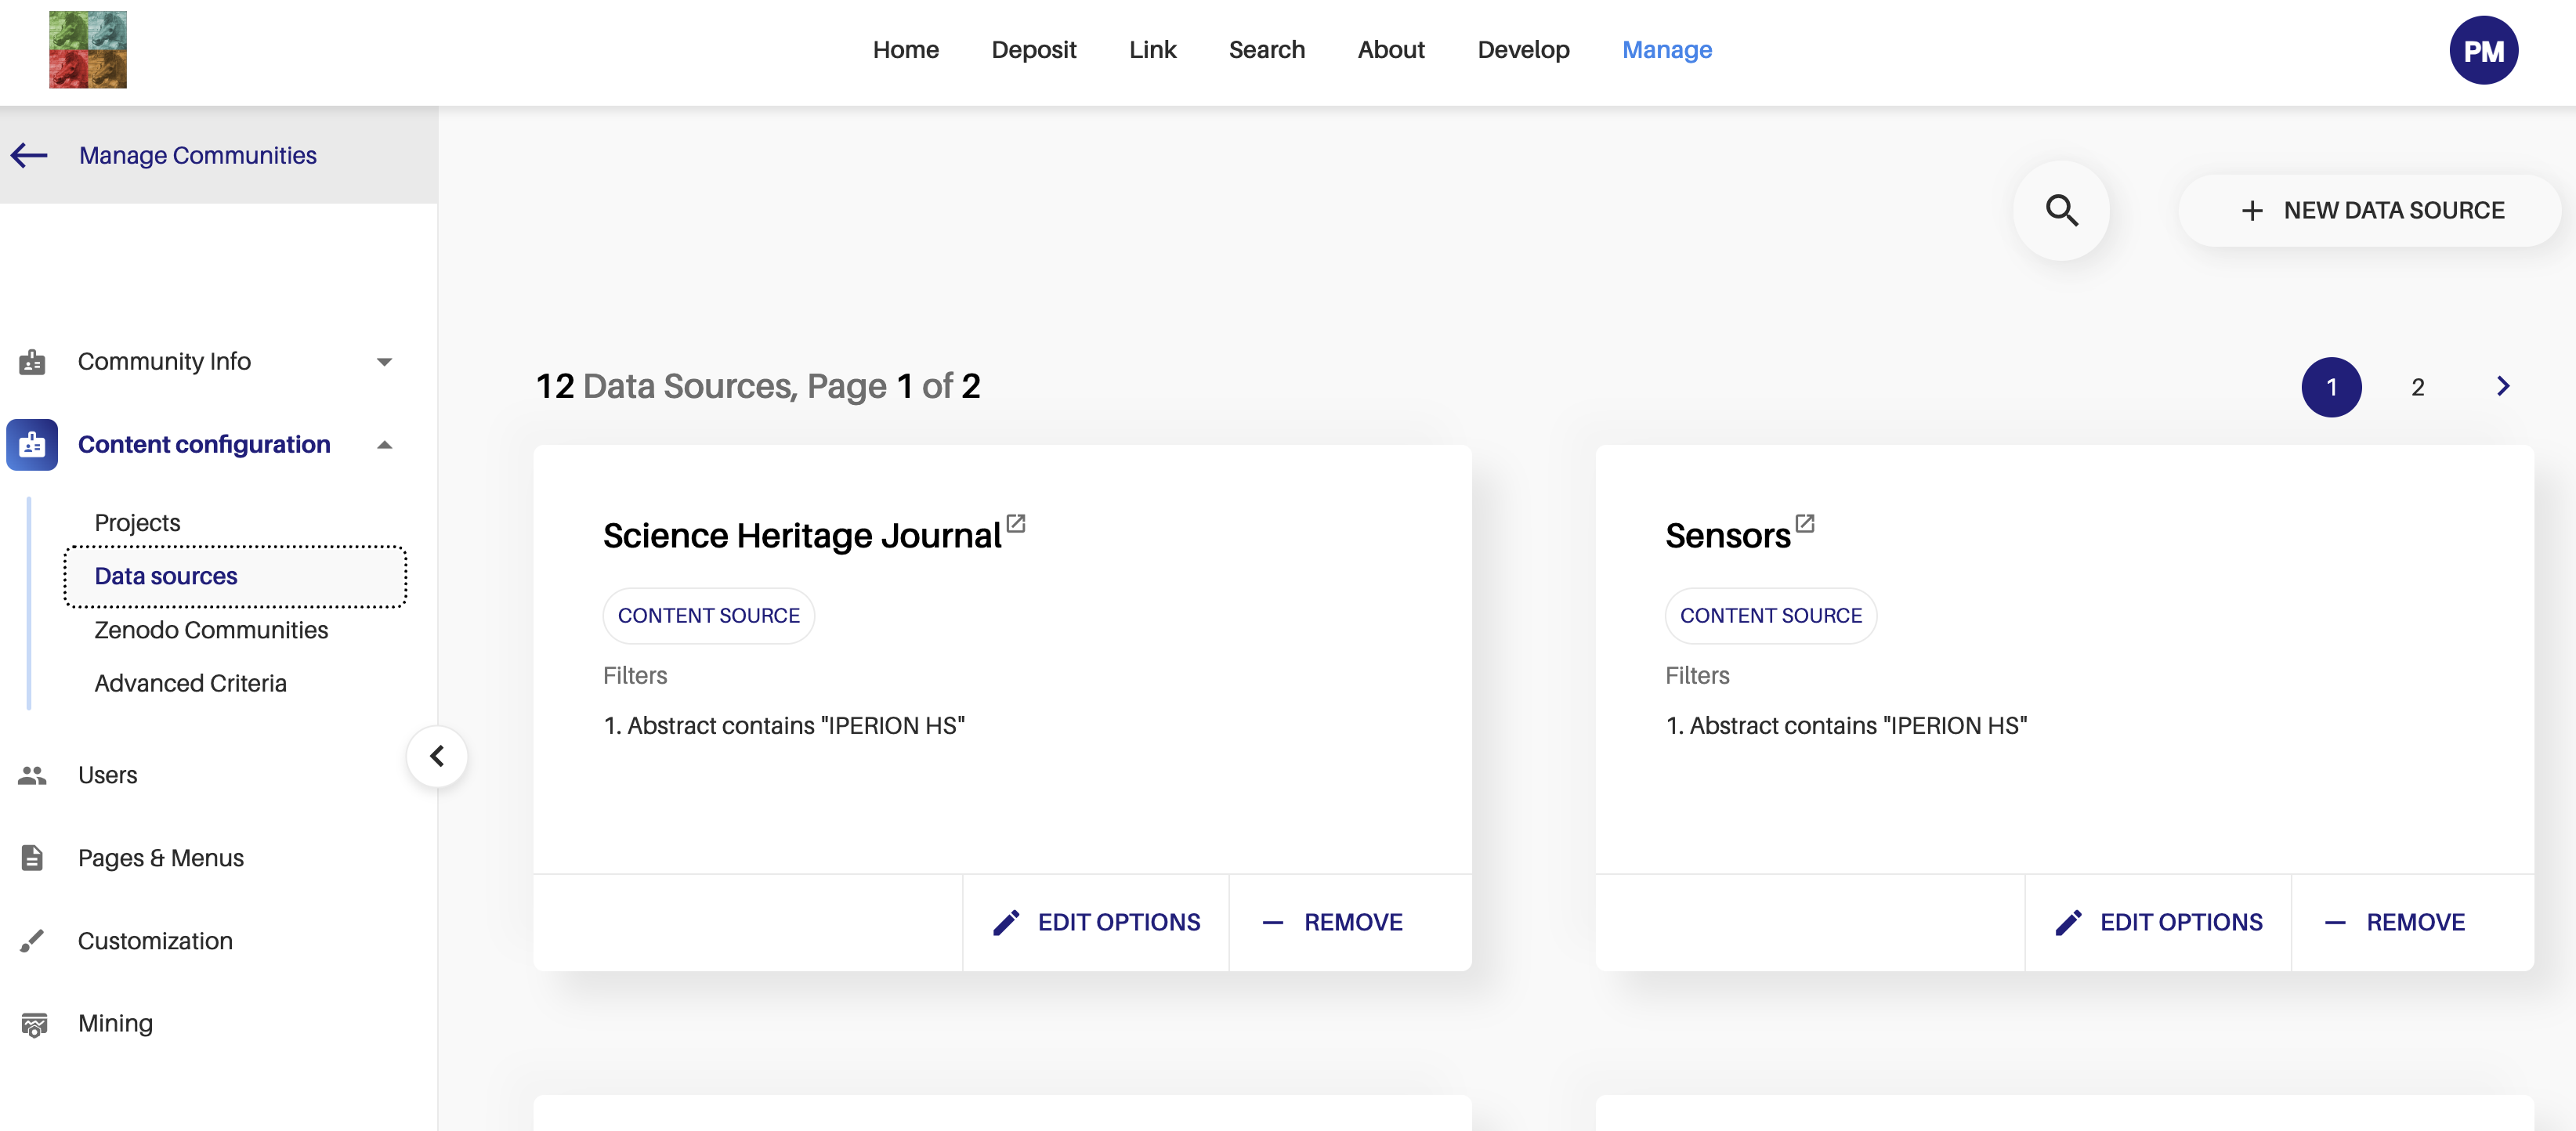 Home Deposit Link Search About Develop Manage
PM
Manage Communities
NEW DATA SOURCE
Community Info
Content configuration
Projects
Data sources
Zenodo Communities
Advanced Criteria
Users
Pages & Menus
Customization
Mining
12 Data Sources, Page 1 of 2
1 2
Science Heritage Journal
CONTENT SOURCE
Filters
1. Abstract contains "IPERION HS"
EDIT OPTIONS REMOVE
Sensors
CONTENT SOURCE
Filters
1. Abstract contains "IPERION HS"
EDIT OPTIONS REMOVE